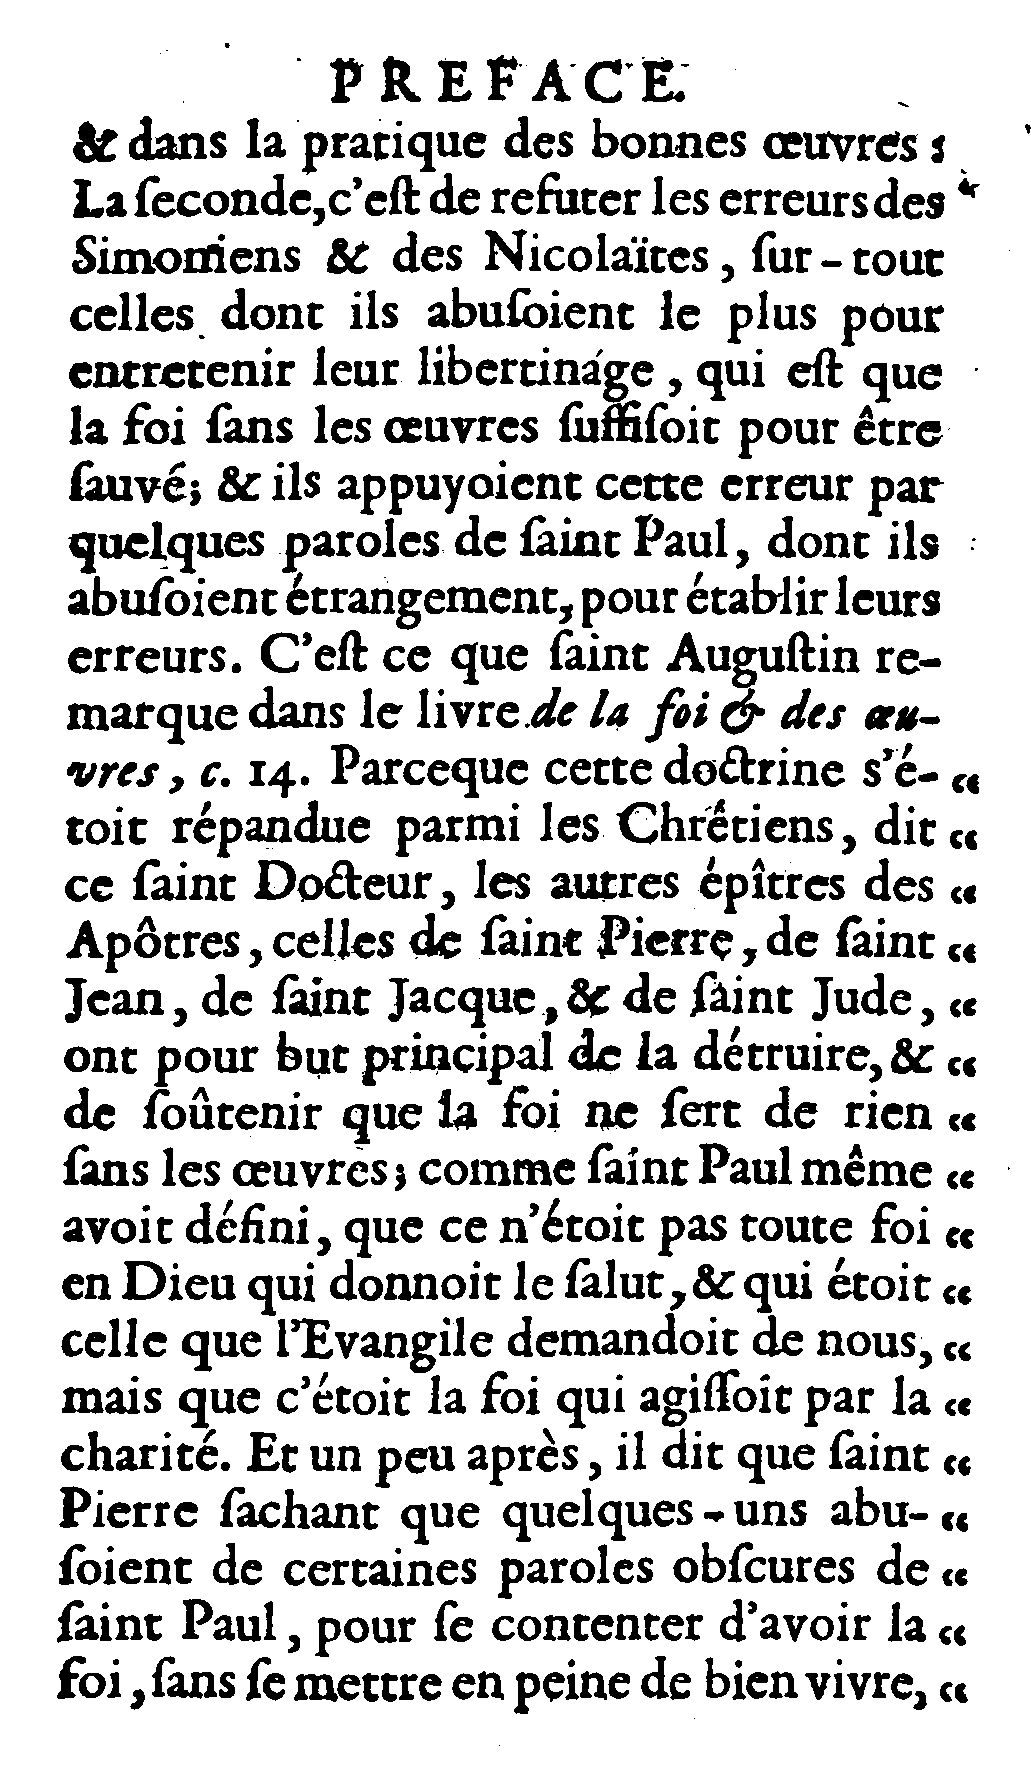 PREFACE.
& dans la pratique des bonnes œuvres ;
La ſeconde, c'eſt de refuter les erreurs des
Simoniens & des Nicolaïtes, ſur-tout
celles dont ils abuſoient le plus pour
entretenir leur libertináge, qui eſt que
la foi ſans les œuvres ſuffiſoit pour être
ſauvé; & ils appuyoient cette erreur par
quelques paroles de ſaint Paul, dont ils
abuſoient étrangement, pour établir leurs
erreurs. C'eſt ce que ſaint Auguſtin re-
marque dans le livre de la foi & des œu-
vres, c. 14. Parceque cette doctrine s'é- “
toit répandue parmi les Chrêtiens, dit “
ce ſaint Docteur, les autres épîtres des “
Apôtres, celles de ſaint Pierre, de ſaint “
Jean, de ſaint Jacque, & de ſaint Jude, “
ont pour but principal de la détruire, & “
de ſoûtenir que la foi ne ſert de rien “
ſans les œuvres; comme ſaint Paul même “
avoit défini, que ce n'étoit pas toute foi “
en Dieu qui donnoit le ſalut, & qui étoit “
celle que l'Evangile demandoit de nous, “
mais que c'étoit la foi qui agiſſoit par la “
charité. Et un peu après, il dit que ſaint “
Pierre ſachant que quelques-uns abu- “
ſoient de certaines paroles obſcures de “
ſaint Paul, pour ſe contenter d'avoir la “
foi, ſans ſe mettre en peine de bien vivre, “